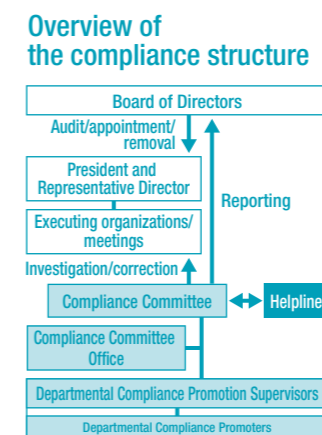 Overview of
the compliance structure
Board of Directors
Audit/appointment/
removal
President and
Representative Director
Reporting
Executing organizations/
meetings
Investigation/correction
Compliance Committee
Helpline
Compliance Committee
Office
Departmental Compliance Promotion Supervisors
Departmental Compliance Promoters